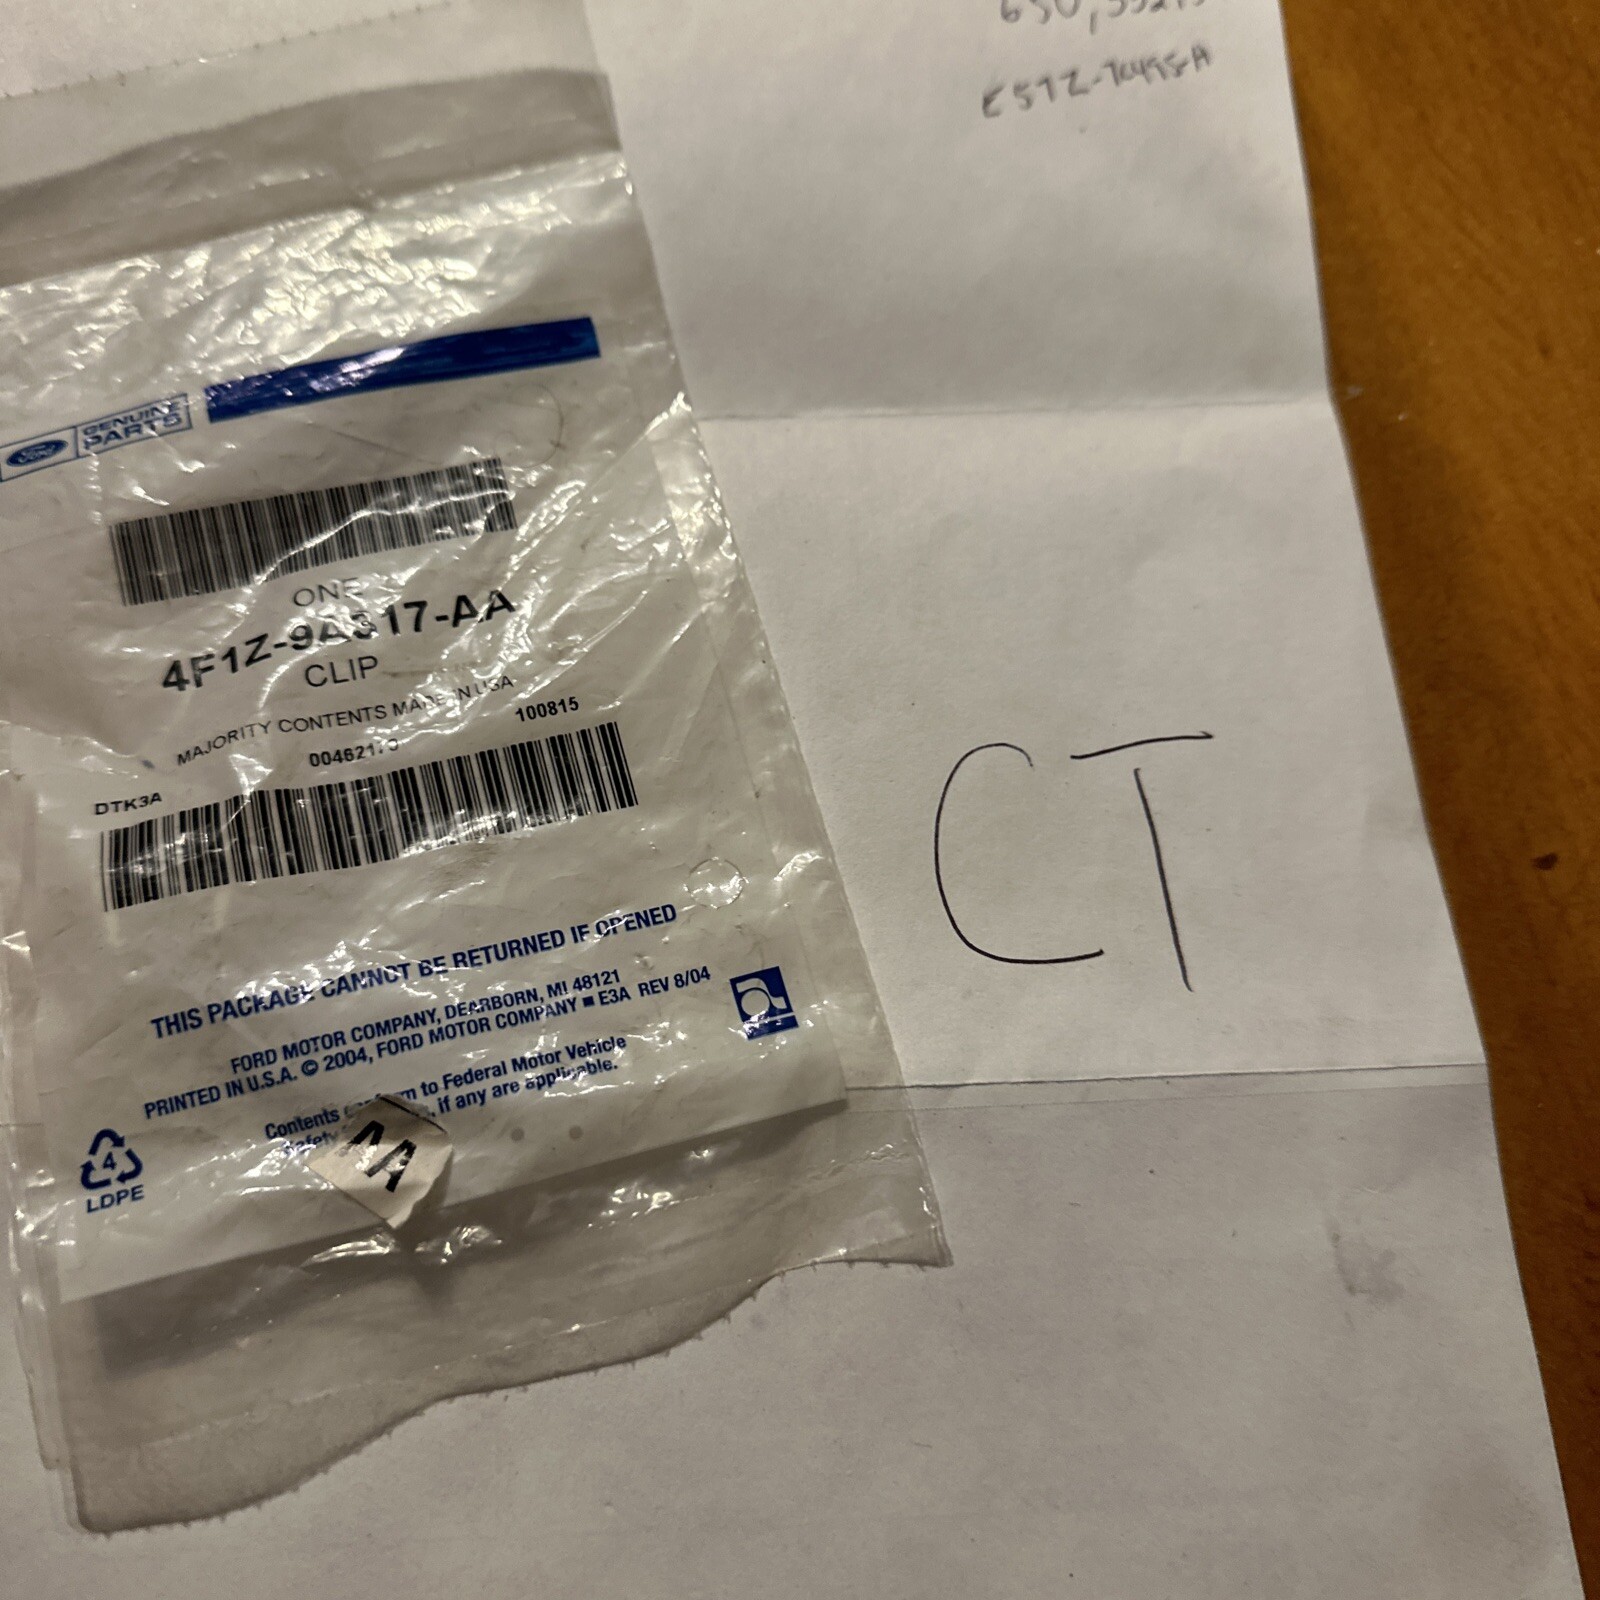 Ford
GENUINE
PARTS
ONE
4F1Z-9A317-AA
CLIP
MAJORITY CONTENTS MADE IN USA
100815
DTK3A
THIS PACKAGE CANNOT BE RETURNED IF OPENED
FORD MOTOR COMPANY, DEARBORN, MI 48121
PRINTED IN U.S.A. © 2004, FORD MOTOR COMPANY ■ E3A REV 8/04
Contents conform to Federal Motor Vehicle
Safety if any are applicable.
4
LDPE
AA
CT